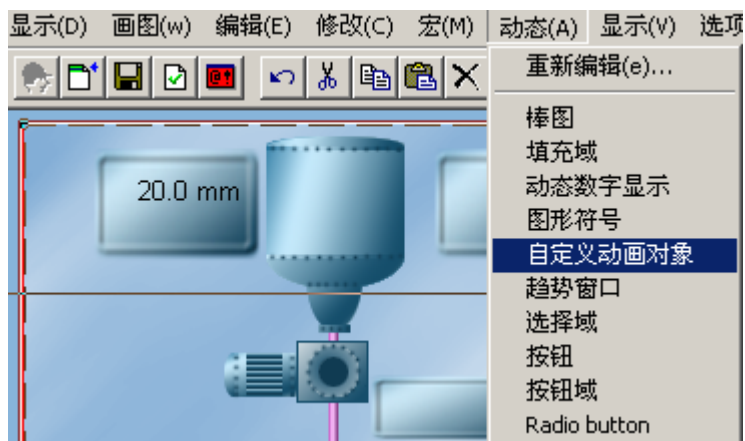 显示(D) 画图(w) 编辑(E) 修改(C) 宏(M) 动态(A) 显示(V) 选项
重新编辑(e)...
棒图
填充域
动态数字显示
图形符号
自定义动画对象
趋势窗口
选择域
按钮
按钮域
Radio button
20.0 mm